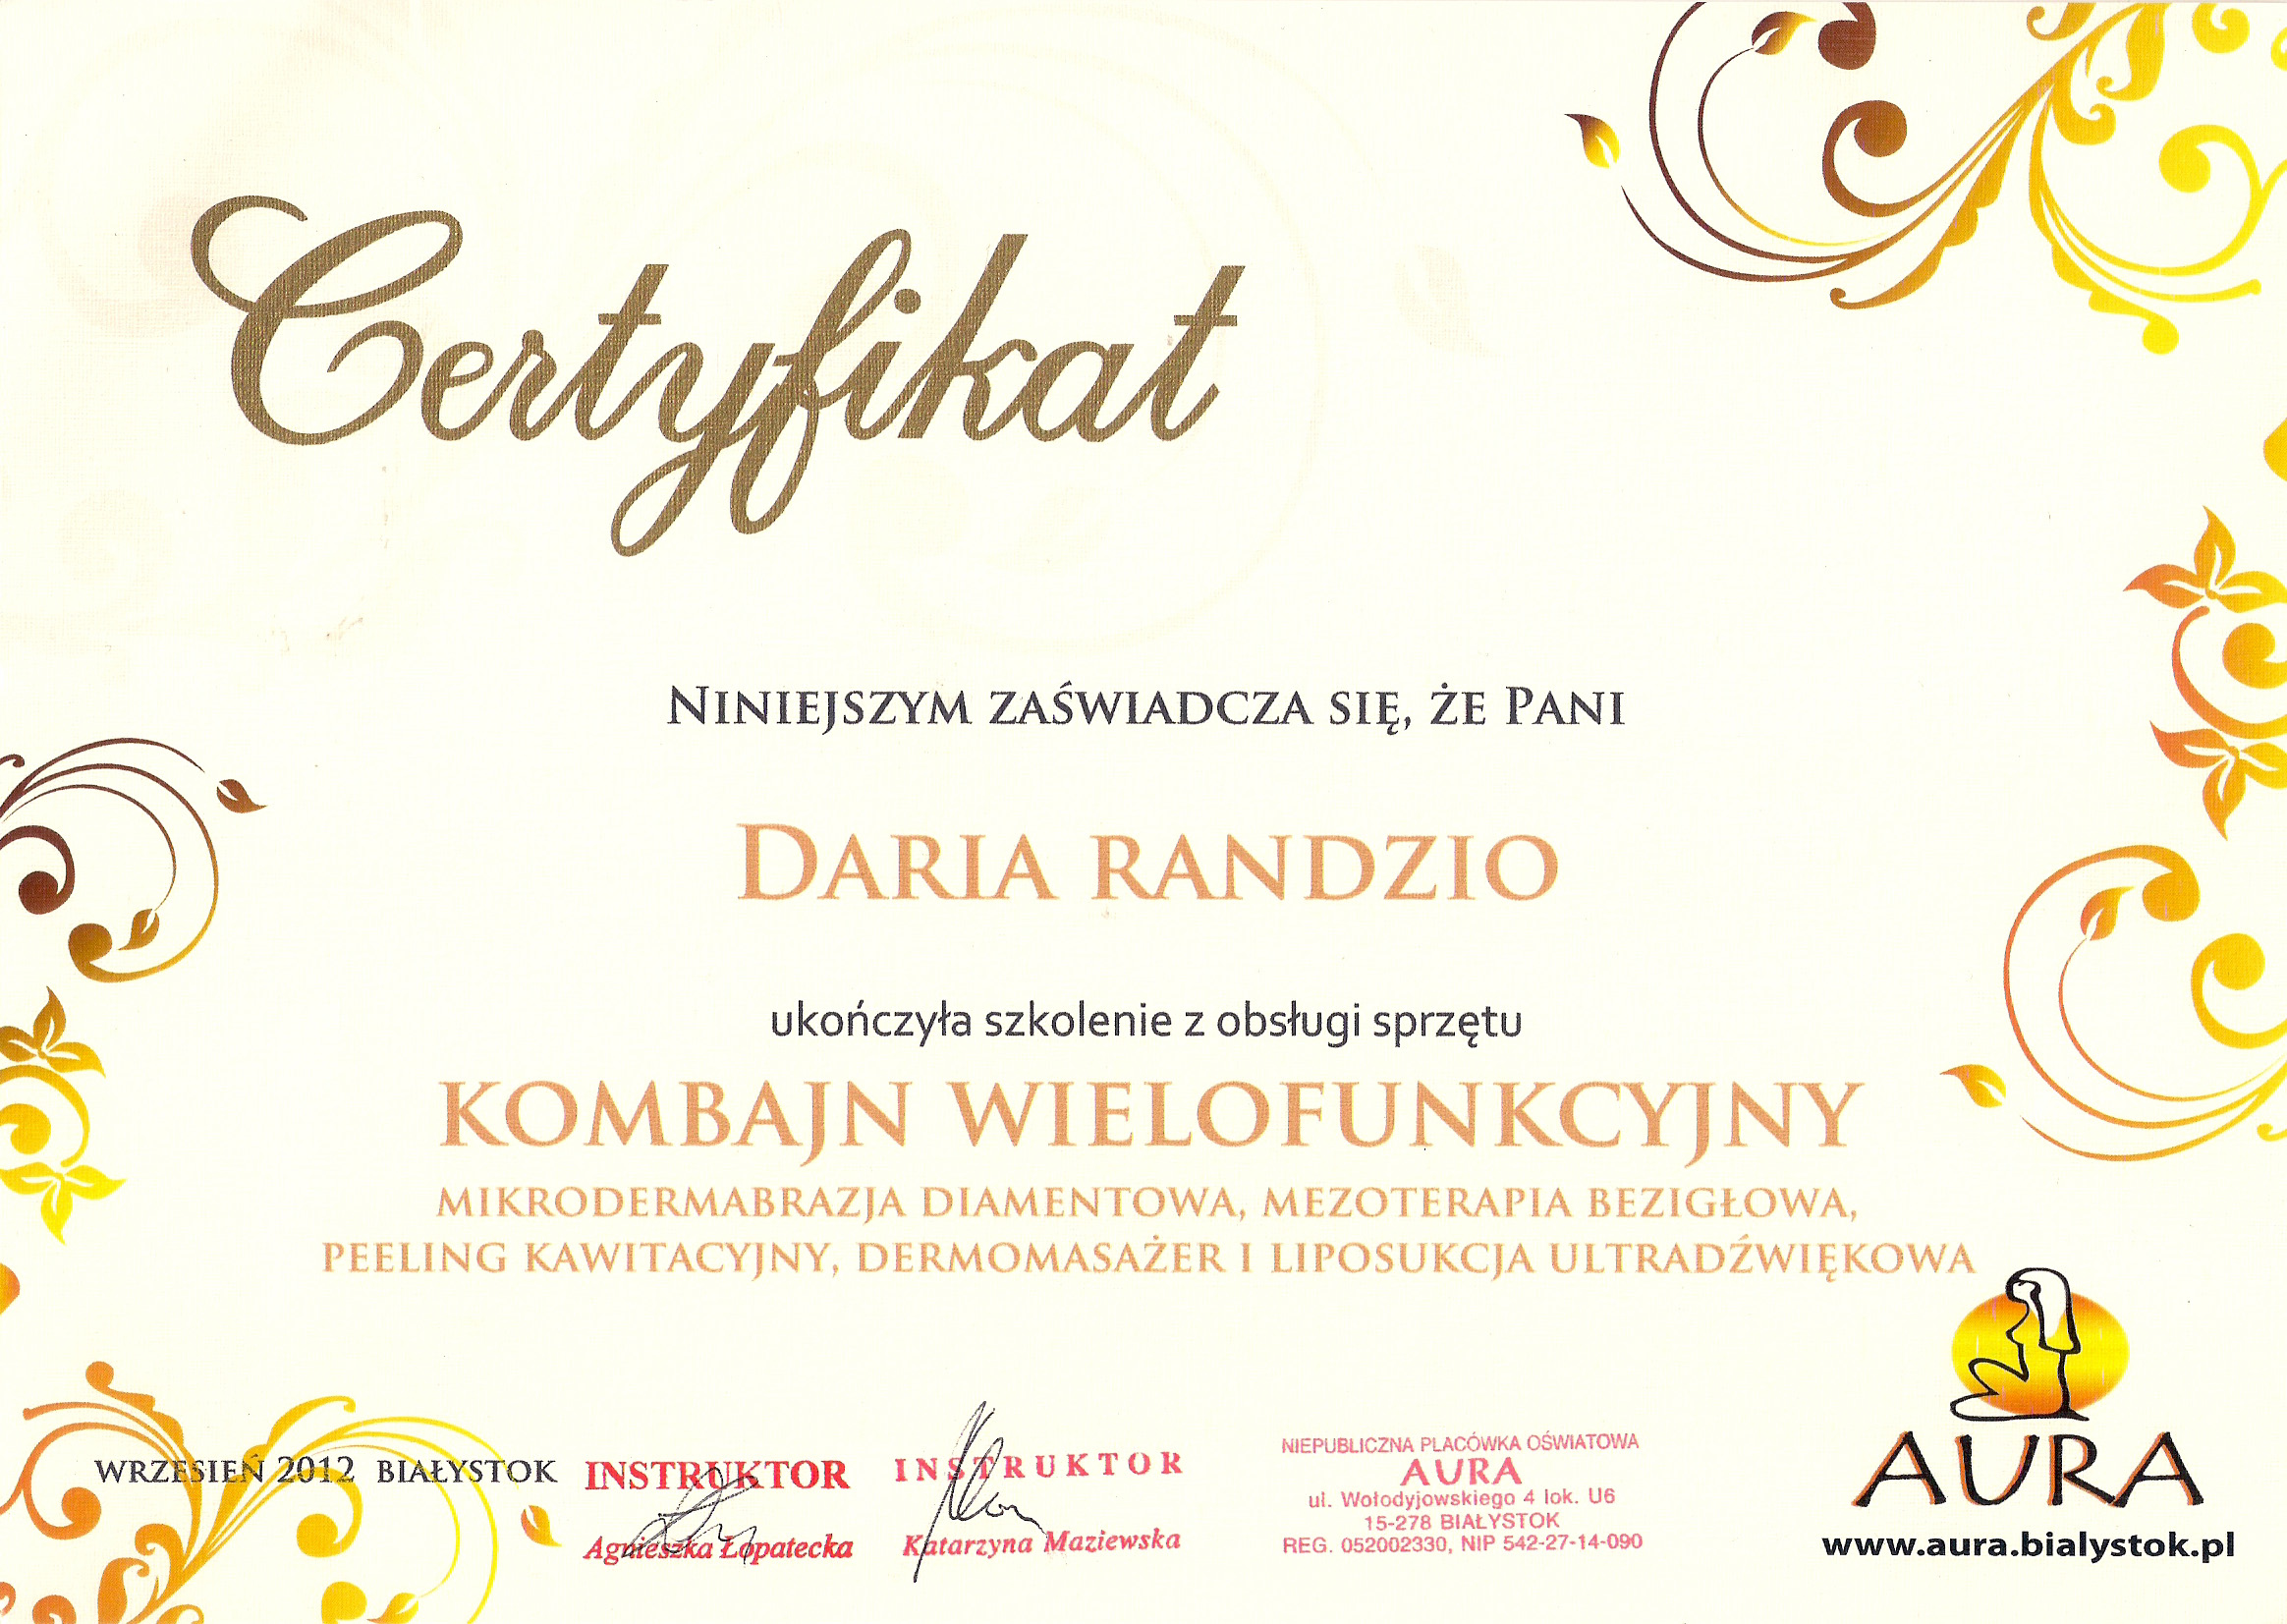 Certyfikat
Niniejszym zaświadcza się, że Pani
Daria Randzio
ukończyła szkolenie z obsługi sprzętu
KOMBAJN WIELOFUNKCYJNY
MIKRODERMABRAZJA DIAMENTOWA, MEZOTERAPIA BEZIGŁOWA,
PEELING KAWITACYJNY, DERMOMASAŻER I LIPOSUKCJA ULTRADŹWIĘKOWA
WRZESIEŃ 2012 BIAŁYSTOK
INSTRUKTOR
Agnieszka Łopatecka
INSTRUKTOR
Katarzyna Maziewska
NIEPUBLICZNA PLACÓWKA OŚWIATOWA
AURA
ul. Wołodyjowskiego 4 lok. U6
15-278 BIAŁYSTOK
REG. 052002330, NIP 542-27-14-090
AURA
www.aura.bialystok.pl